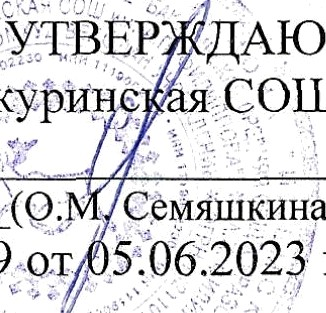 УТВЕРЖДАЮ
куринская СОШ
(О.М. Семяшкина
9 от 05.06.2023 г